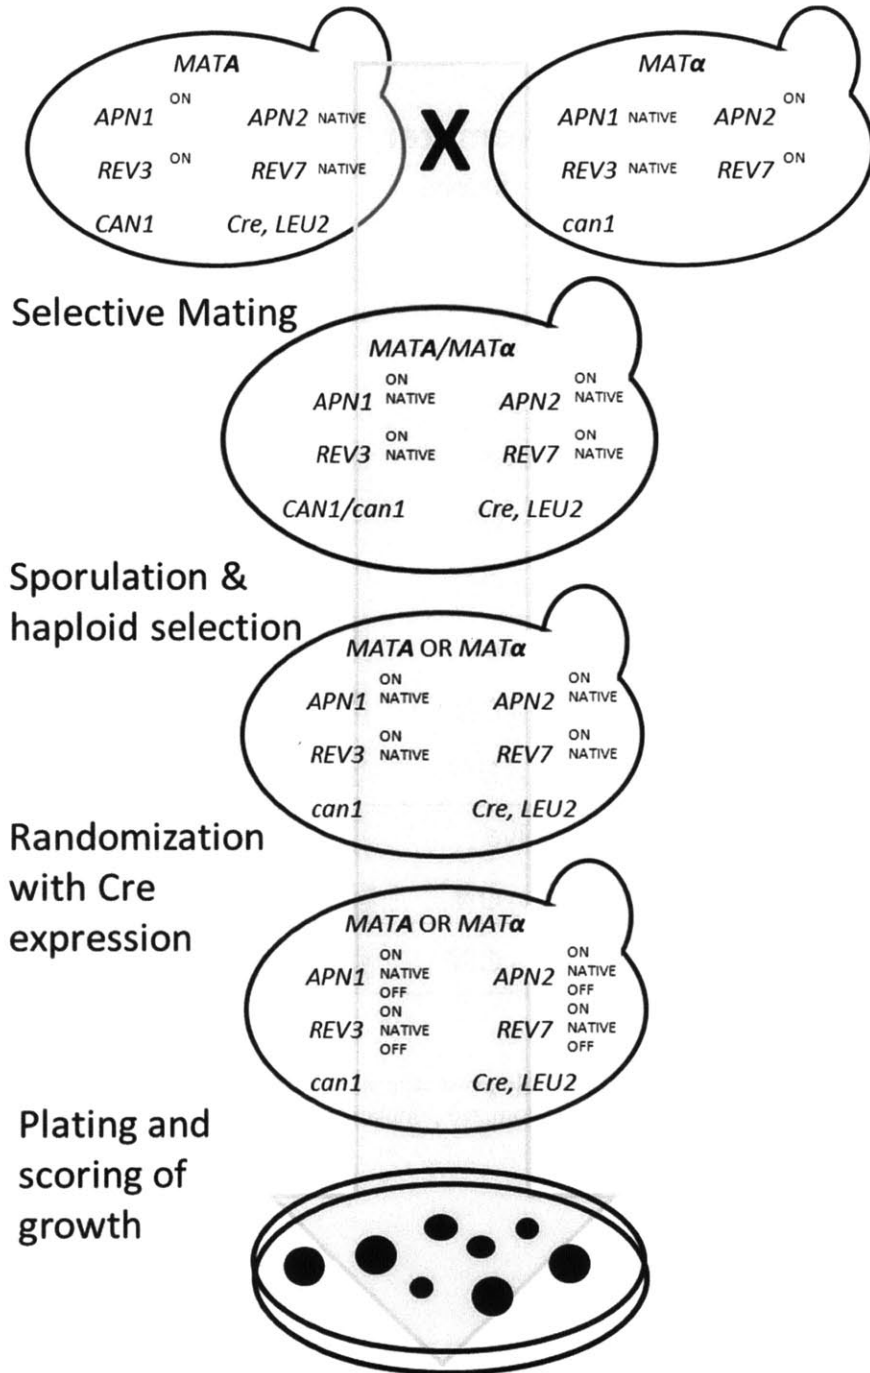 MATA
APN1 ON APN2 NATIVE
REV3 ON REV7 NATIVE
CAN1 Cre, LEU2
X
MATα
APN1 NATIVE APN2 ON
REV3 NATIVE REV7 ON
can1
Selective Mating
MATA/MATα
APN1 ON NATIVE APN2 ON NATIVE
REV3 ON NATIVE REV7 ON NATIVE
CAN1/can1 Cre, LEU2
Sporulation &
haploid selection
MATA OR MATα
APN1 ON NATIVE APN2 ON NATIVE
REV3 ON NATIVE REV7 ON NATIVE
can1 Cre, LEU2
Randomization
with Cre
expression
MATA OR MATα
APN1 ON NATIVE OFF APN2 ON NATIVE OFF
REV3 ON NATIVE OFF REV7 ON NATIVE OFF
can1 Cre, LEU2
Plating and
scoring of
growth